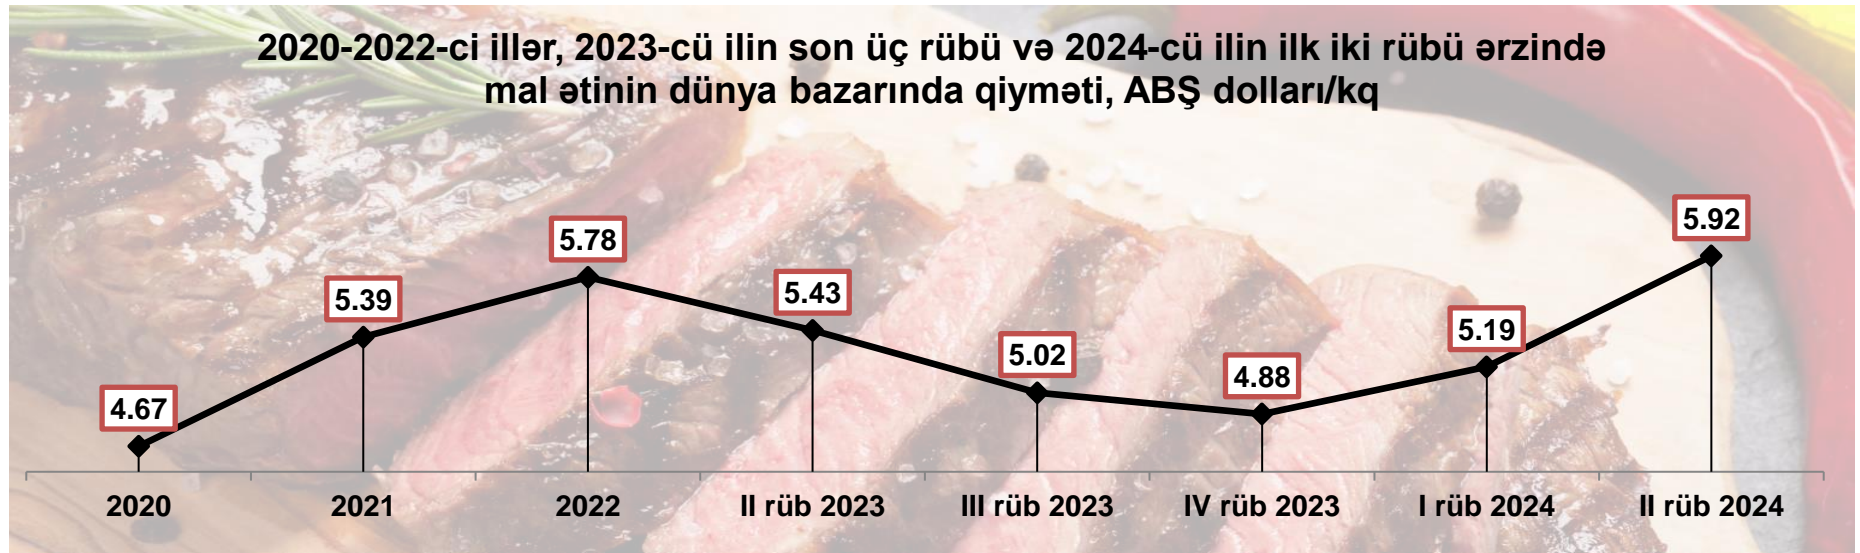 2020-2022-ci illər, 2023-cü ilin son üç rübü və 2024-cü ilin ilk iki rübü ərzində
mal ətinin dünya bazarında qiyməti, ABŞ dolları/kq
4.67
5.39
5.78
5.43
5.02
4.88
5.19
5.92
2020
2021
2022
II rüb 2023
III rüb 2023
IV rüb 2023
I rüb 2024
II rüb 2024